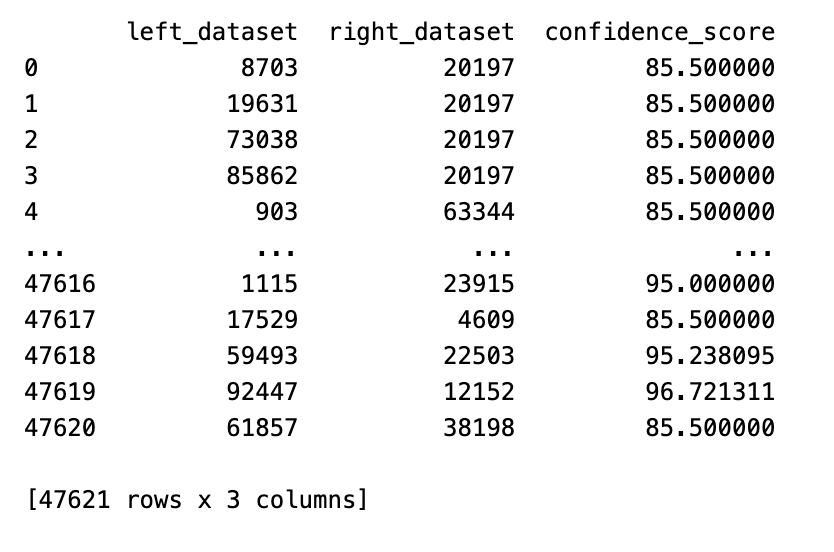 left_dataset right_dataset confidence_score
0 8703 20197 85.500000
1 19631 20197 85.500000
2 73038 20197 85.500000
3 85862 20197 85.500000
4 903 63344 85.500000
... ... ... ...
47616 1115 23915 95.000000
47617 17529 4609 85.500000
47618 59493 22503 95.238095
47619 92447 12152 96.721311
47620 61857 38198 85.500000
[47621 rows x 3 columns]